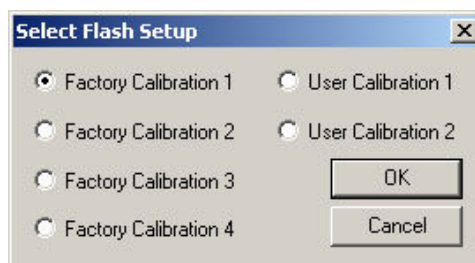 Select Flash Setup
Factory Calibration 1
User Calibration 1
Factory Calibration 2
User Calibration 2
Factory Calibration 3
OK
Factory Calibration 4
Cancel